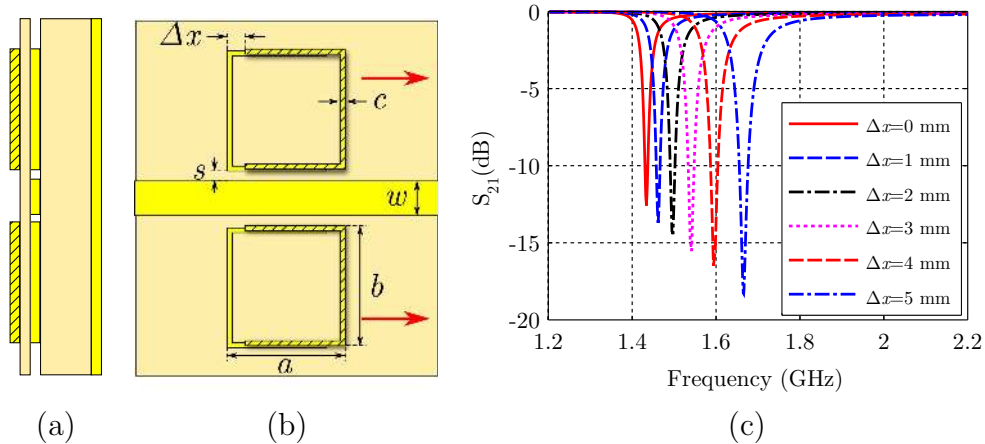 Δx
c
s
w
b
a
(a)
(b)
0
-5
-10
-15
-20
S21(dB)
1.2 1.4 1.6 1.8 2 2.2
Frequency (GHz)
Δx=0 mm
Δx=1 mm
Δx=2 mm
Δx=3 mm
Δx=4 mm
Δx=5 mm
(c)